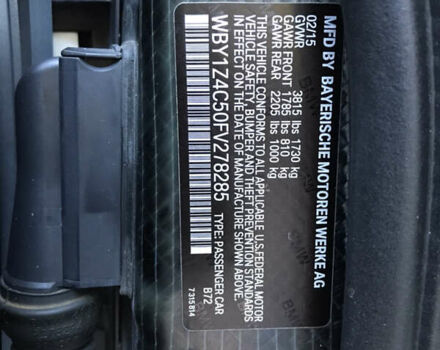 MFD BY BAYERISCHE MOTOREN WERKE AG
02/15
GVWR 3815 lbs 1730 kg
GAWR FRONT 1785 lbs 810 kg
GAWR REAR 2205 lbs 1000 kg
THIS VEHICLE CONFORMS TO ALL APPLICABLE U.S. FEDERAL MOTOR
VEHICLE SAFETY, BUMPER AND THEFT PREVENTION STANDARDS
IN EFFECT ON THE DATE OF MANUFACTURE SHOWN ABOVE.
WBY1Z4C50FV278285 TYPE: PASSENGER CAR
B72
7 315 814